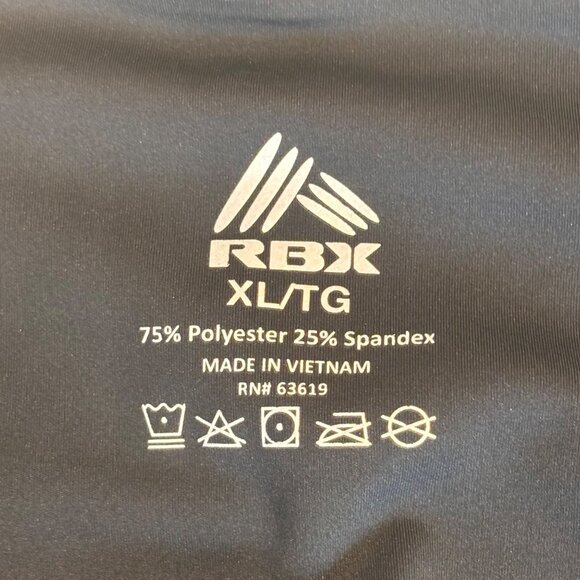 RBX
XL/TG
75% Polyester 25% Spandex
MADE IN VIETNAM
RN# 63619